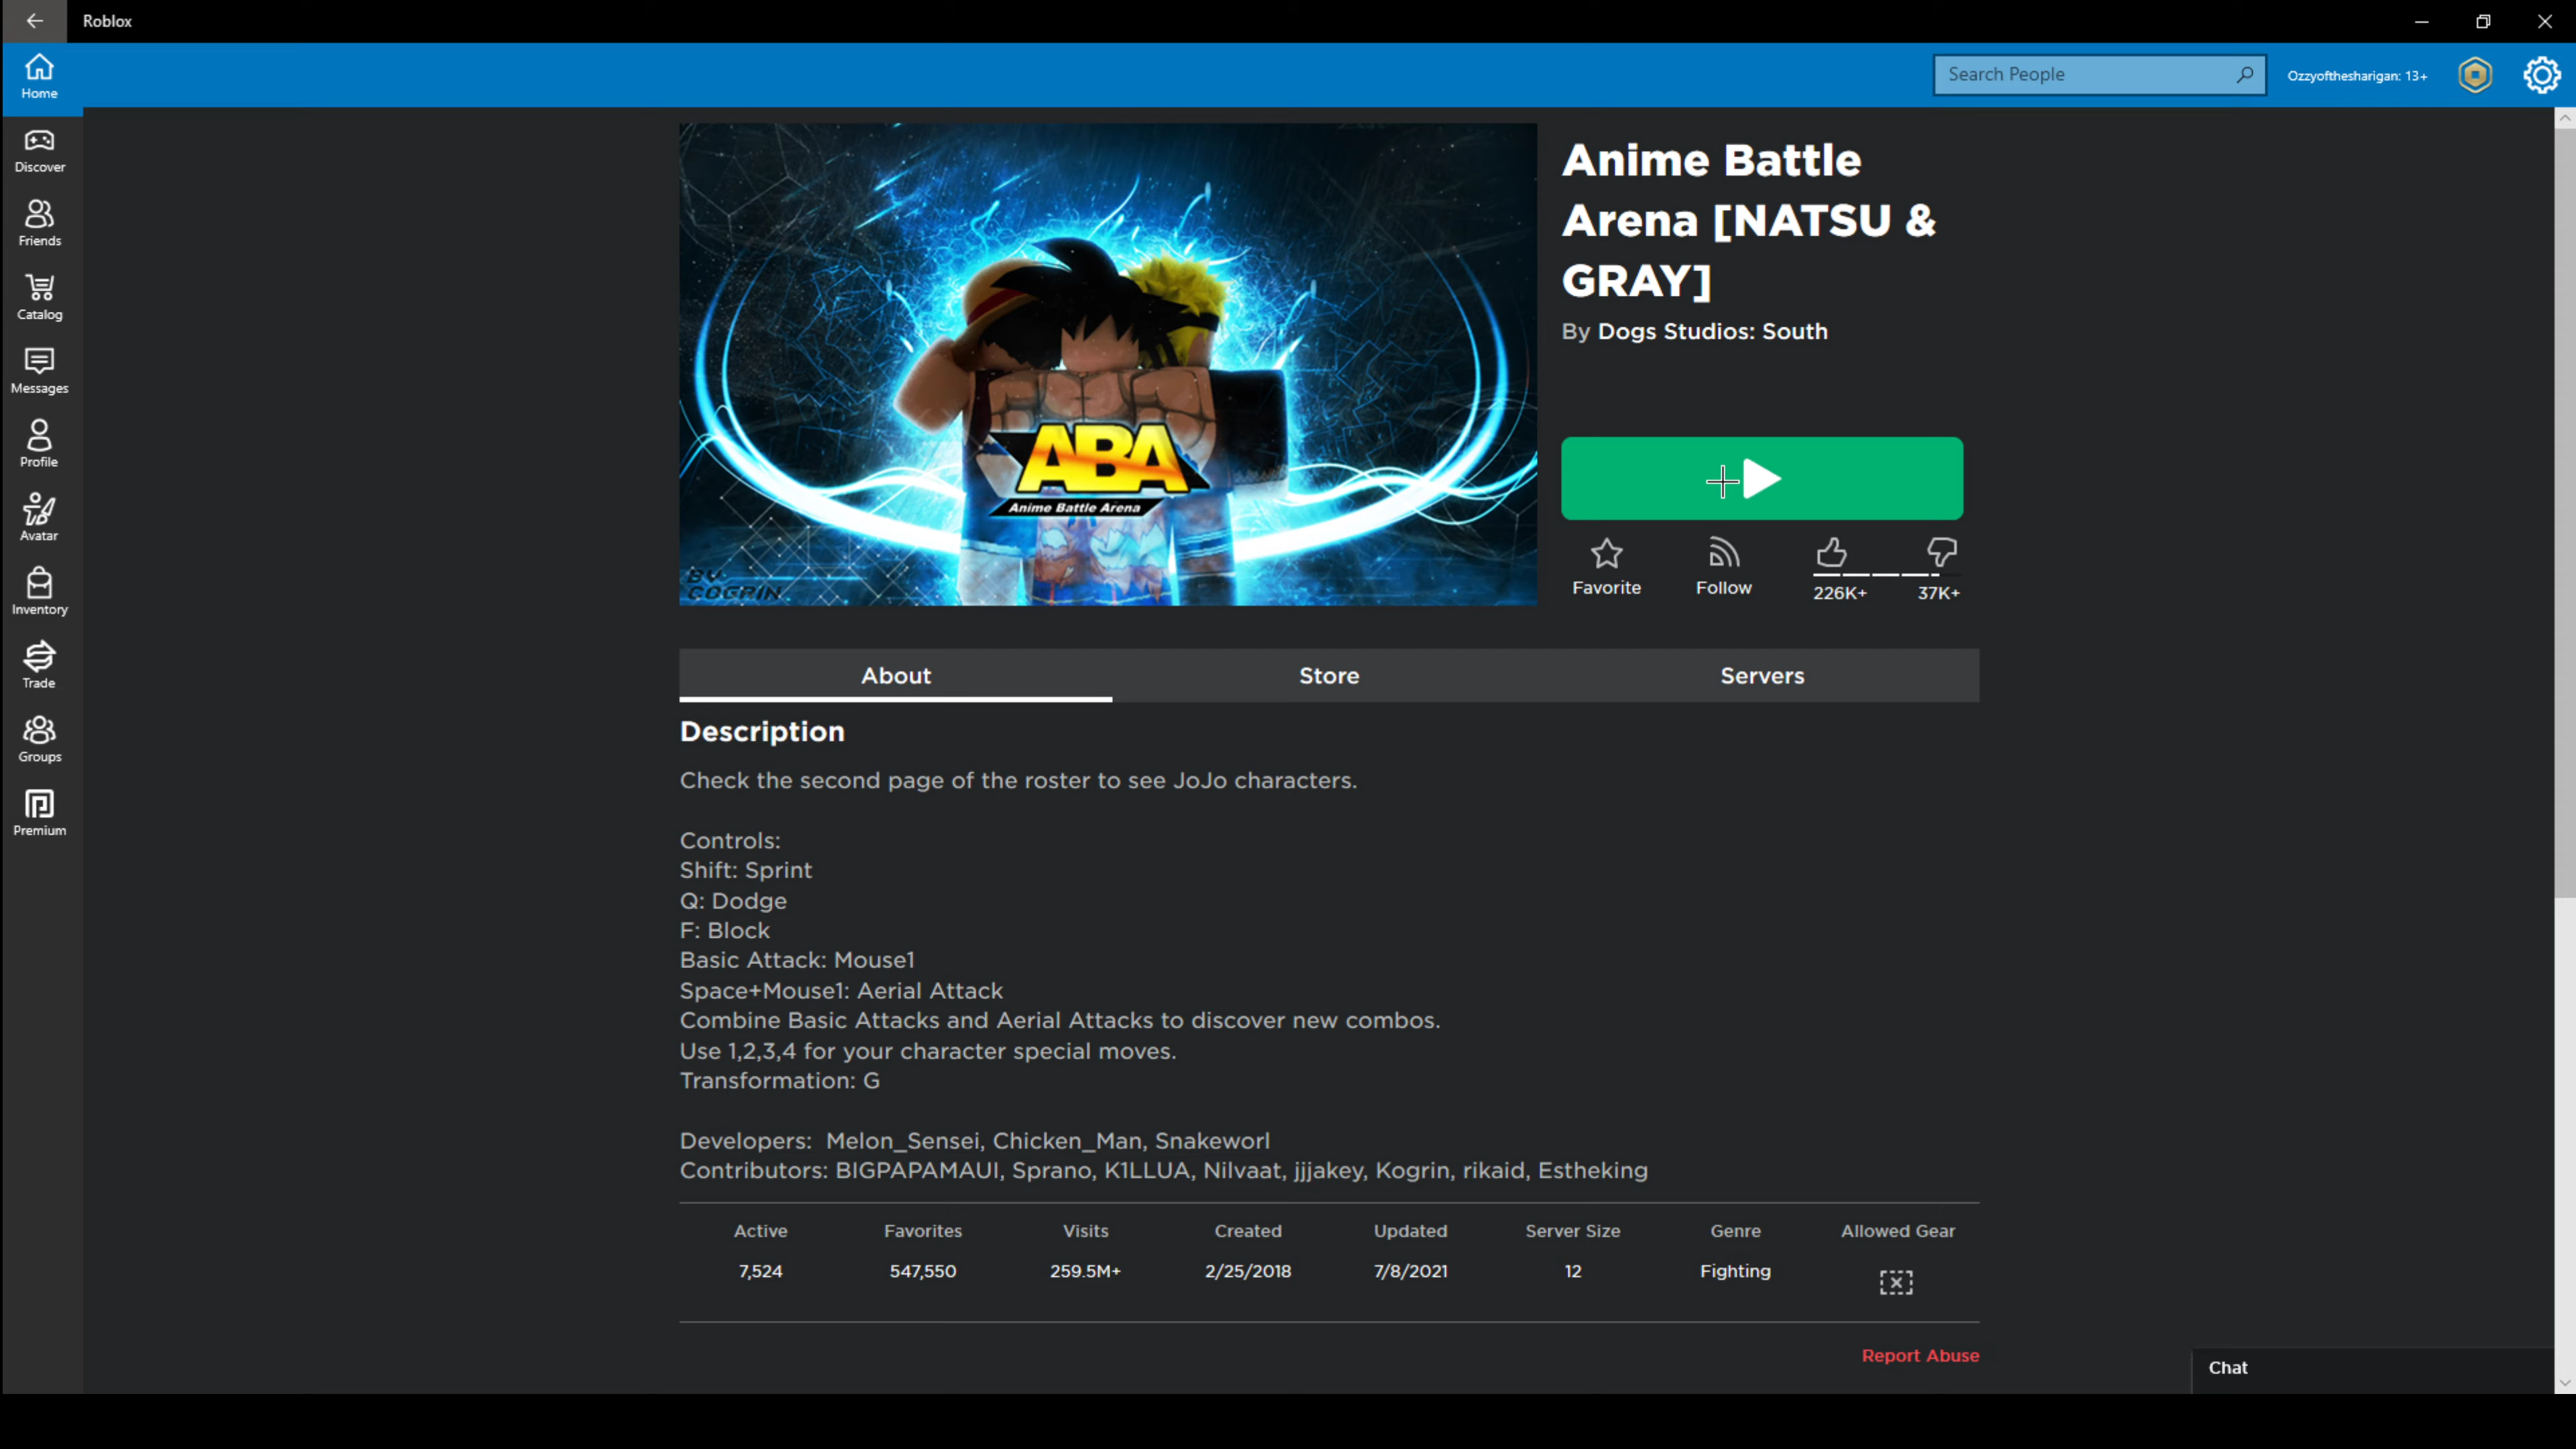 Roblox
Home
Search People
Ozzyofthesharigan: 13+
Discover
Friends
Catalog
Messages
Profile
Avatar
Inventory
Trade
Groups
Premium
ABA
Anime Battle Arena
BY
COGRIN
Anime Battle
Arena [NATSU &
GRAY]
By Dogs Studios: South
Favorite
Follow
226K+
37K+
About
Store
Servers
Description
Check the second page of the roster to see JoJo characters.
Controls:
Shift: Sprint
Q: Dodge
F: Block
Basic Attack: Mouse1
Space+Mouse1: Aerial Attack
Combine Basic Attacks and Aerial Attacks to discover new combos.
Use 1,2,3,4 for your character special moves.
Transformation: G
Developers:  Melon_Sensei, Chicken_Man, Snakeworl
Contributors: BIGPAPAMAUI, Sprano, K1LLUA, Nilvaat, jjjakey, Kogrin, rikaid, Estheking
Active Favorites Visits Created Updated Server Size Genre Allowed Gear
7,524 547,550 259.5M+ 2/25/2018 7/8/2021 12 Fighting
Report Abuse
Chat